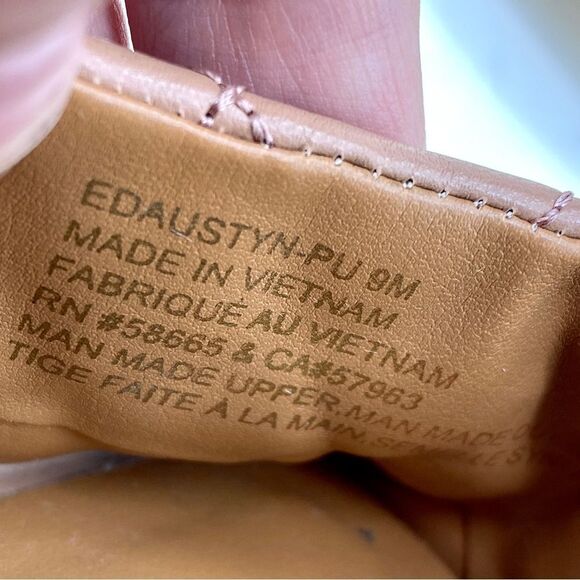 EDAUSTYN-PU 9M
MADE IN VIETNAM
FABRIQUÉ AU VIETNAM
RN #58665 & CA#57963
MAN MADE UPPER, MAN MADE
TIGE FAITE À LA MAIN,